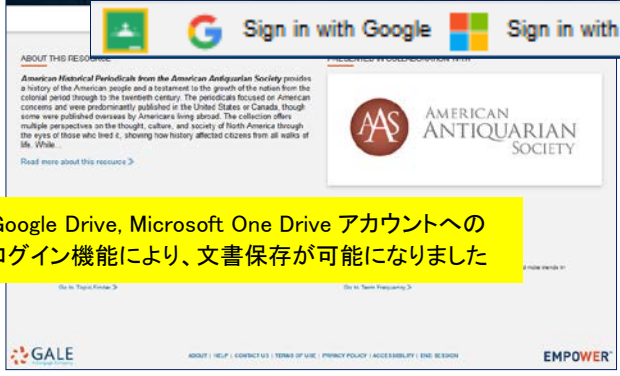 Sign in with Google
Sign in with
ABOUT THIS RESOURCE
American Historical Periodicals from the American Antiquarian Society provides
a history of the American people and a testament to the growth of the nation from the
colonial period through to the twentieth century. The periodicals focused on American
concerns and were predominantly published in the United States or Canada, though
some were published overseas by Americans living abroad. The collection offers
multiple perspectives on the thought, culture, and society of North America through
the eyes of those who lived it, showing how history affected citizens from all walks of
life. While...
Read more about this resource >
AAS
AMERICAN
ANTIQUARIAN
SOCIETY
Google Drive, Microsoft One Drive アカウントへの
ログイン機能により、文書保存が可能になりました
Go to Topic Finder >
Go to Term Frequency >
GALE
ABOUT | HELP | CONTACT US | TERMS OF USE | PRIVACY POLICY | ACCESSIBILITY | END SESSION
EMPOWER